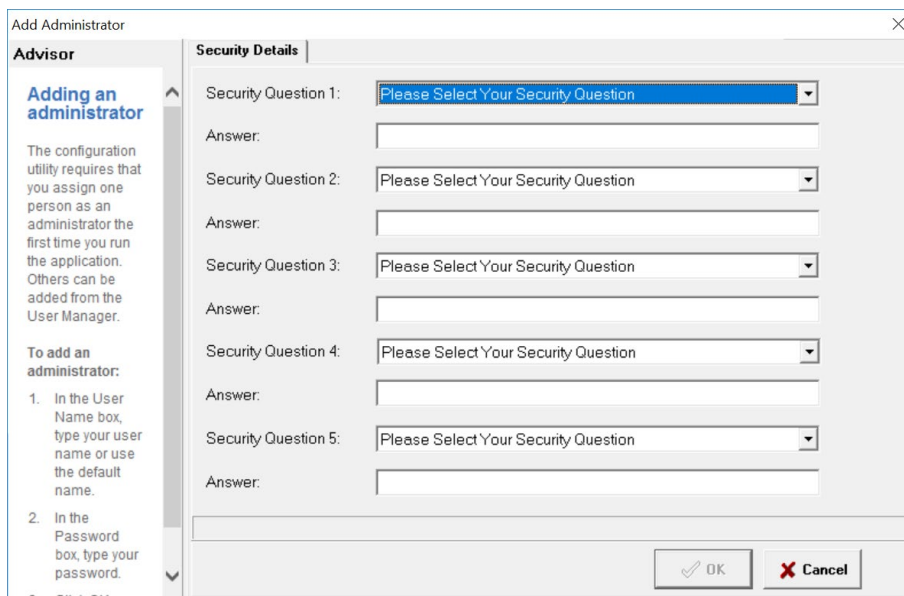 Add Administrator
Advisor
Adding an
administrator
The configuration
utility requires that
you assign one
person as an
administrator the
first time you run
the application.
Others can be
added from the
User Manager.
To add an
administrator:
1. In the User
Name box,
type your user
name or use
the default
name.
2. In the
Password
box, type your
password.
Security Details
Security Question 1: Please Select Your Security Question
Answer:
Security Question 2: Please Select Your Security Question
Answer:
Security Question 3: Please Select Your Security Question
Answer:
Security Question 4: Please Select Your Security Question
Answer:
Security Question 5: Please Select Your Security Question
Answer:
OK Cancel